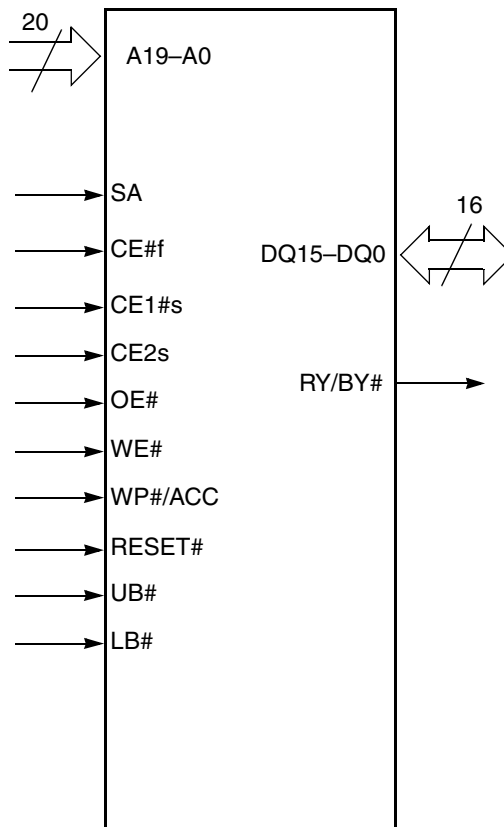 20
A19–A0
SA
CE#f
CE1#s
CE2s
OE#
WE#
WP#/ACC
RESET#
UB#
LB#
16
DQ15–DQ0
RY/BY#